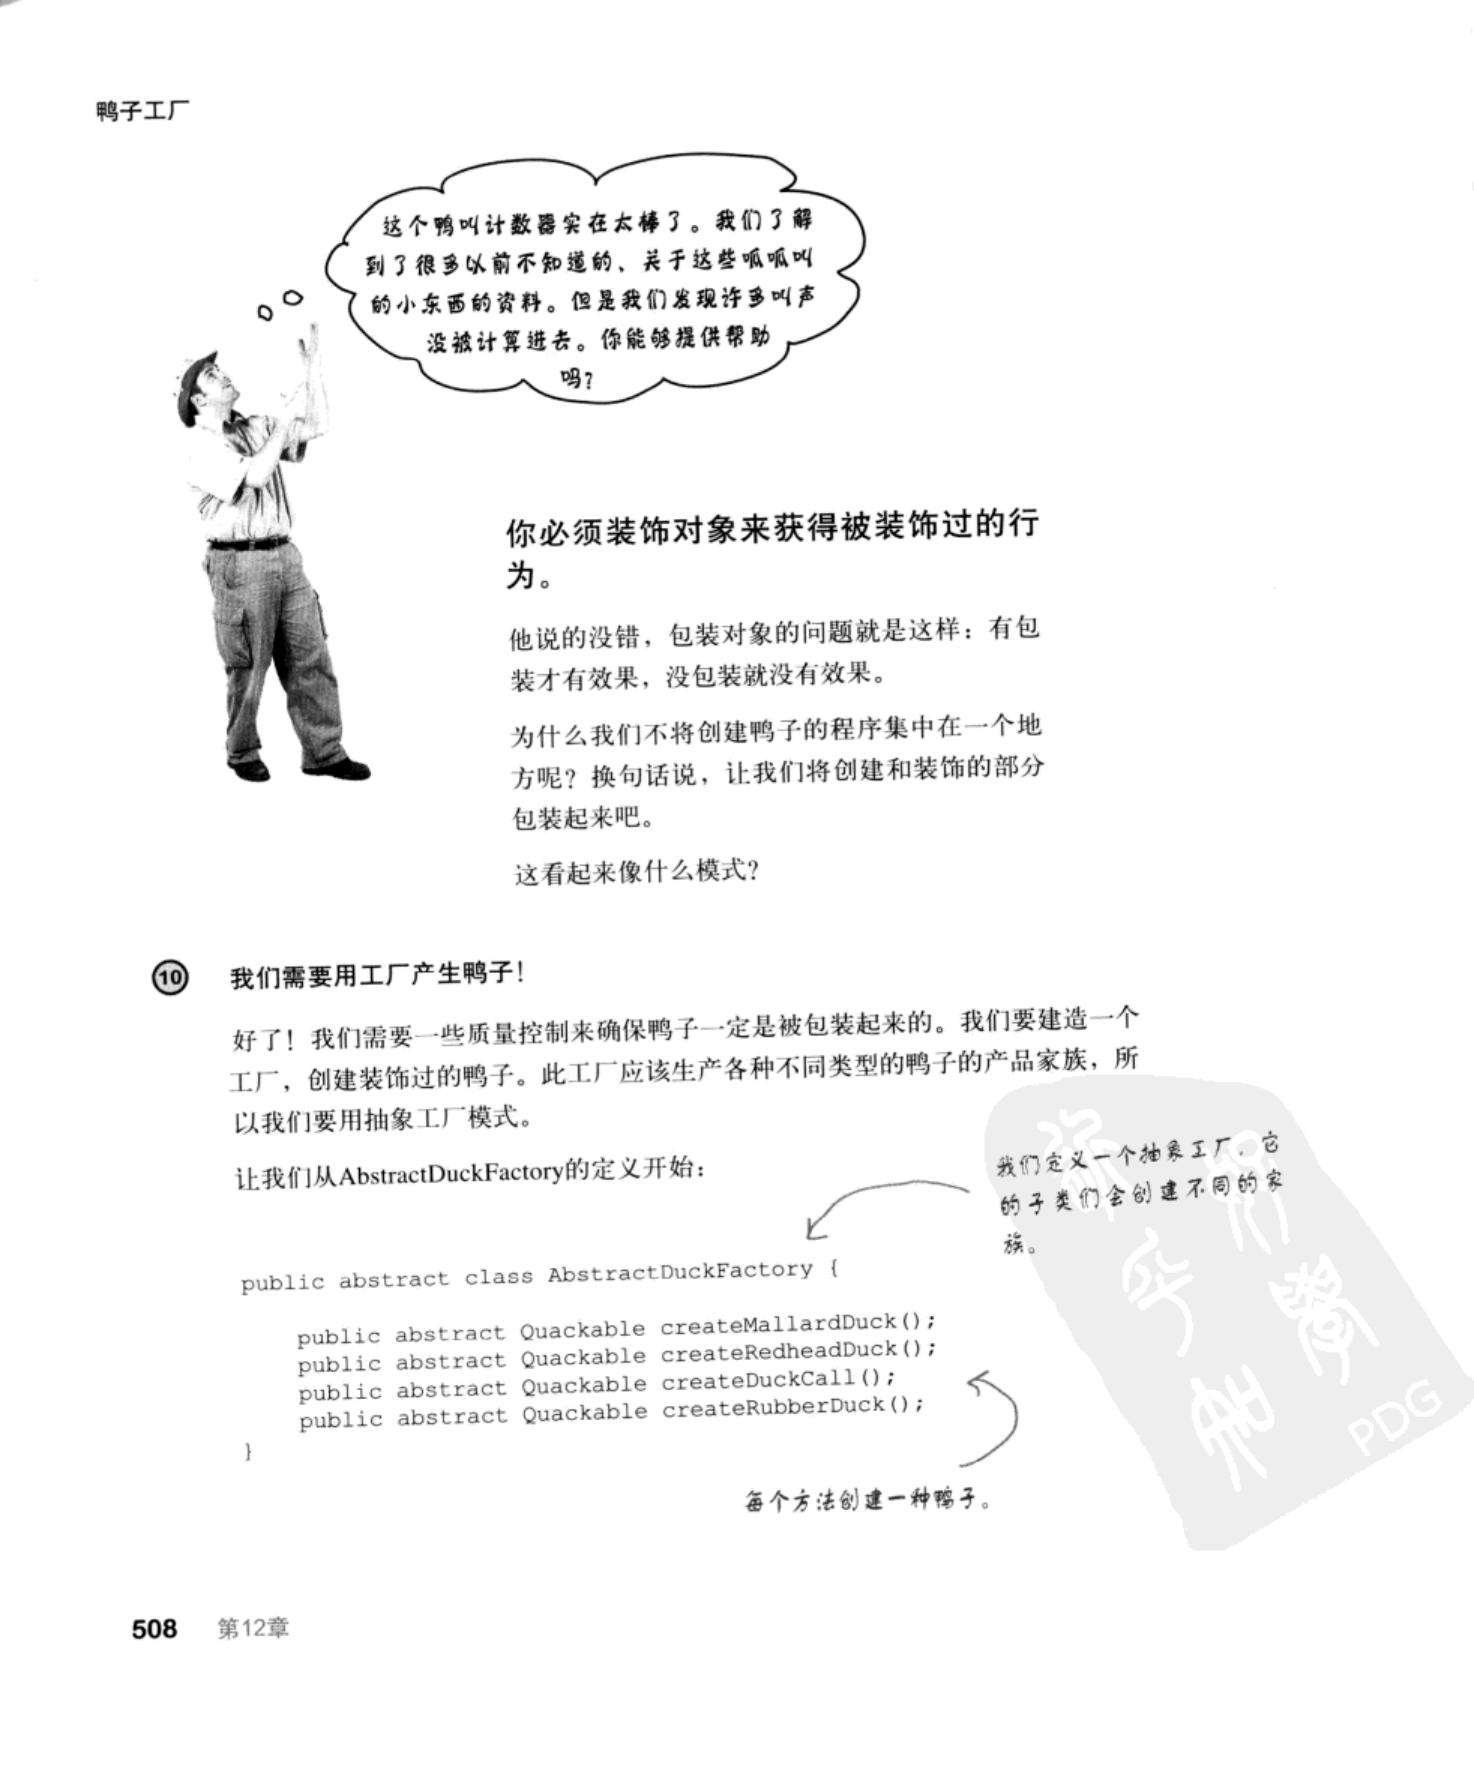 鸭子工厂
这个鸭叫计数器实在太棒了。我们了解
到了很多以前不知道的、关于这些呱呱叫
的小东西的资料。但是我们发现许多叫声
没被计算进去。你能够提供帮助
吗？
你必须装饰对象来获得被装饰过的行
为。
他说的没错，包装对象的问题就是这样：有包
装才有效果，没包装就没有效果。
为什么我们不将创建鸭子的程序集中在一个地
方呢？换句话说，让我们将创建和装饰的部分
包装起来吧。
这看起来像什么模式？
10 我们需要用工厂产生鸭子！
好了！我们需要一些质量控制来确保鸭子一定是被包装起来的。我们要建造一个
工厂，创建装饰过的鸭子。此工厂应该生产各种不同类型的鸭子的产品家族，所
以我们要用抽象工厂模式。
让我们从AbstractDuckFactory的定义开始：
我们定义一个抽象工厂，它
的子类们会创建不同的家
族。
public abstract class AbstractDuckFactory {
public abstract Quackable createMallardDuck();
public abstract Quackable createRedheadDuck();
public abstract Quackable createDuckCall();
public abstract Quackable createRubberDuck();
}
每个方法创建一种鸭子。
PDG
508 第12章